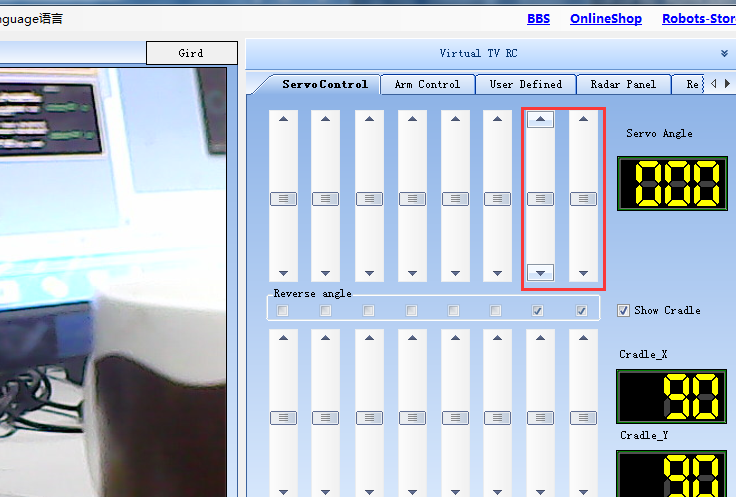 nguage语言
BBS OnlineShop Robots-Stor
Gird
Virtual TV RC
ServoControl Arm Control User Defined Radar Panel Re
Servo Angle
000
Reverse angle
Show Cradle
Cradle_X
90
Cradle_Y
90